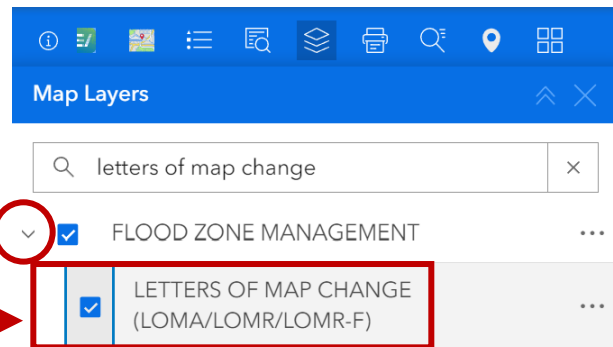 Map Layers
letters of map change
FLOOD ZONE MANAGEMENT
LETTERS OF MAP CHANGE
(LOMA/LOMR/LOMR-F)